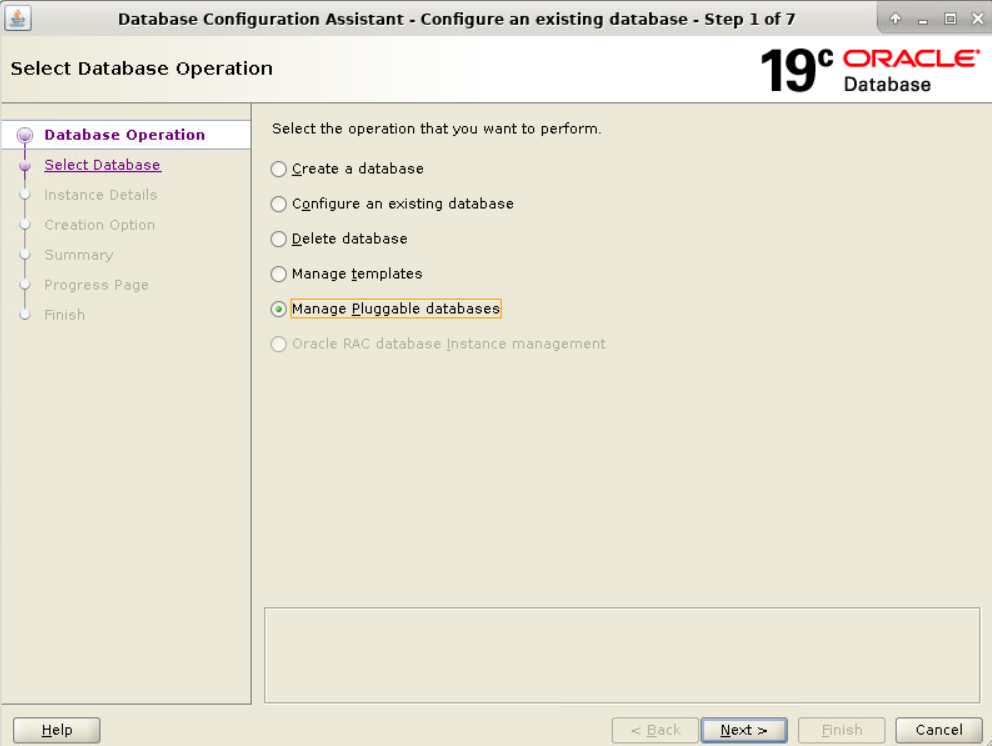 Database Configuration Assistant - Configure an existing database - Step 1 of 7
Select Database Operation
19c ORACLE
Database
Database Operation
Select Database
Instance Details
Creation Option
Summary
Progress Page
Finish
Select the operation that you want to perform.
Create a database
Configure an existing database
Delete database
Manage templates
Manage Pluggable databases
Oracle RAC database Instance management
Help
< Back
Next >
Finish
Cancel